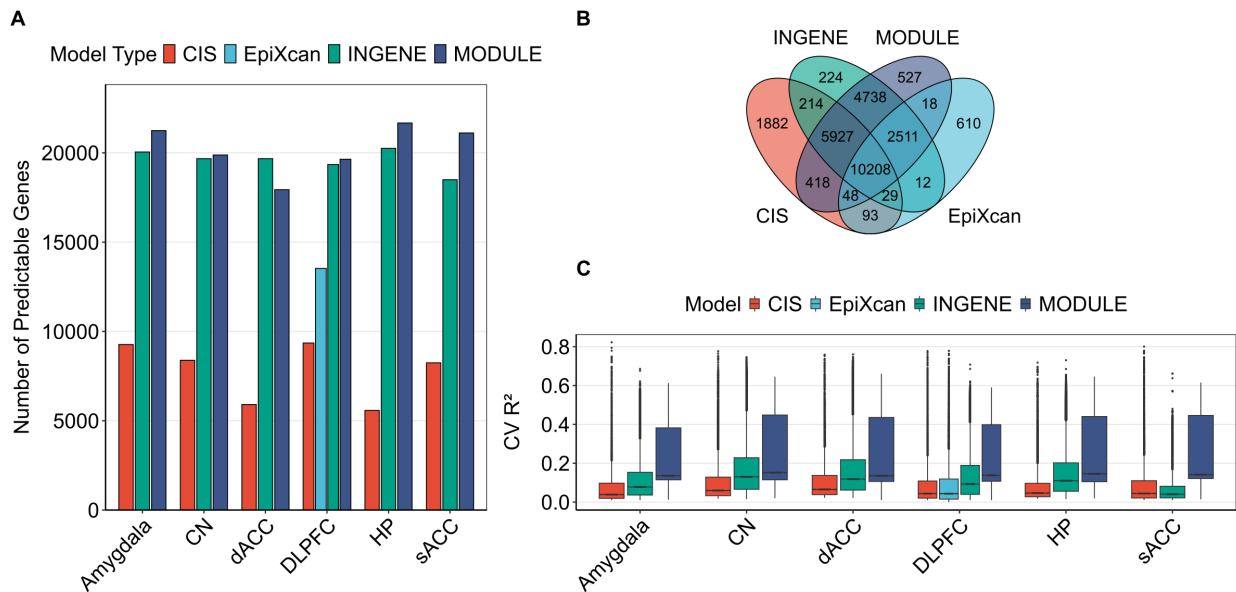 A
Model Type CIS EpiXcan INGENE MODULE
Number of Predictable Genes
20000
15000
10000
5000
0
Amygdala
CN
dACC
DLPFC
HP
sACC
B
INGENE MODULE
224 527
214 4738 18
1882 5927 2511 610
10208
418 48 29 12
93
CIS EpiXcan
C
Model CIS EpiXcan INGENE MODULE
CV R²
0.8
0.6
0.4
0.2
0.0
Amygdala
CN
dACC
DLPFC
HP
sACC